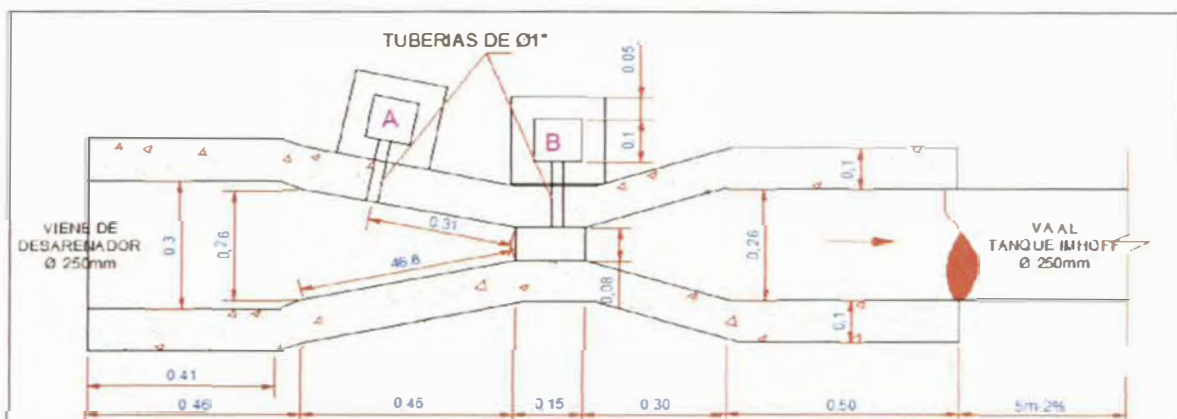 TUBERIAS DE Ø1"
A
B
0.05
0.1
0.1
VIENE DE
DESARENADOR
Ø 250mm
0.3
0,26
0.31
46.6
0,08
0,26
0.1
VA AL
TANQUE IMHOFF
Ø 250mm
0.41
0.46
0.46
0.15
0.30
0.50
5m-2%